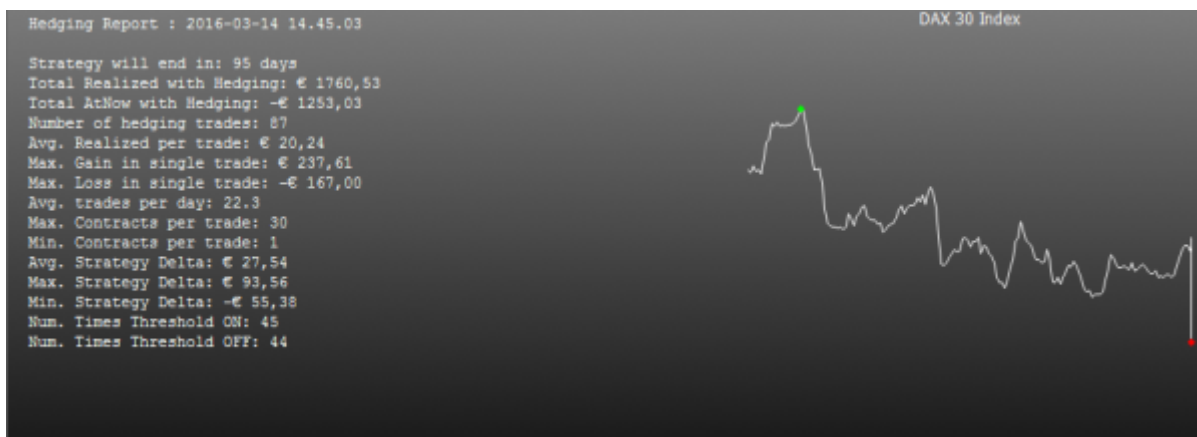 Hedging Report : 2016-03-14 14.45.03
DAX 30 Index
Strategy will end in: 95 days
Total Realized with Hedging: € 1760,53
Total AtNow with Hedging: -€ 1253,03
Number of hedging trades: 87
Avg. Realized per trade: € 20,24
Max. Gain in single trade: € 237,61
Max. Loss in single trade: -€ 167,00
Avg. trades per day: 22.3
Max. Contracts per trade: 30
Min. Contracts per trade: 1
Avg. Strategy Delta: € 27,54
Max. Strategy Delta: € 93,56
Min. Strategy Delta: -€ 55,38
Num. Times Threshold ON: 45
Num. Times Threshold OFF: 44